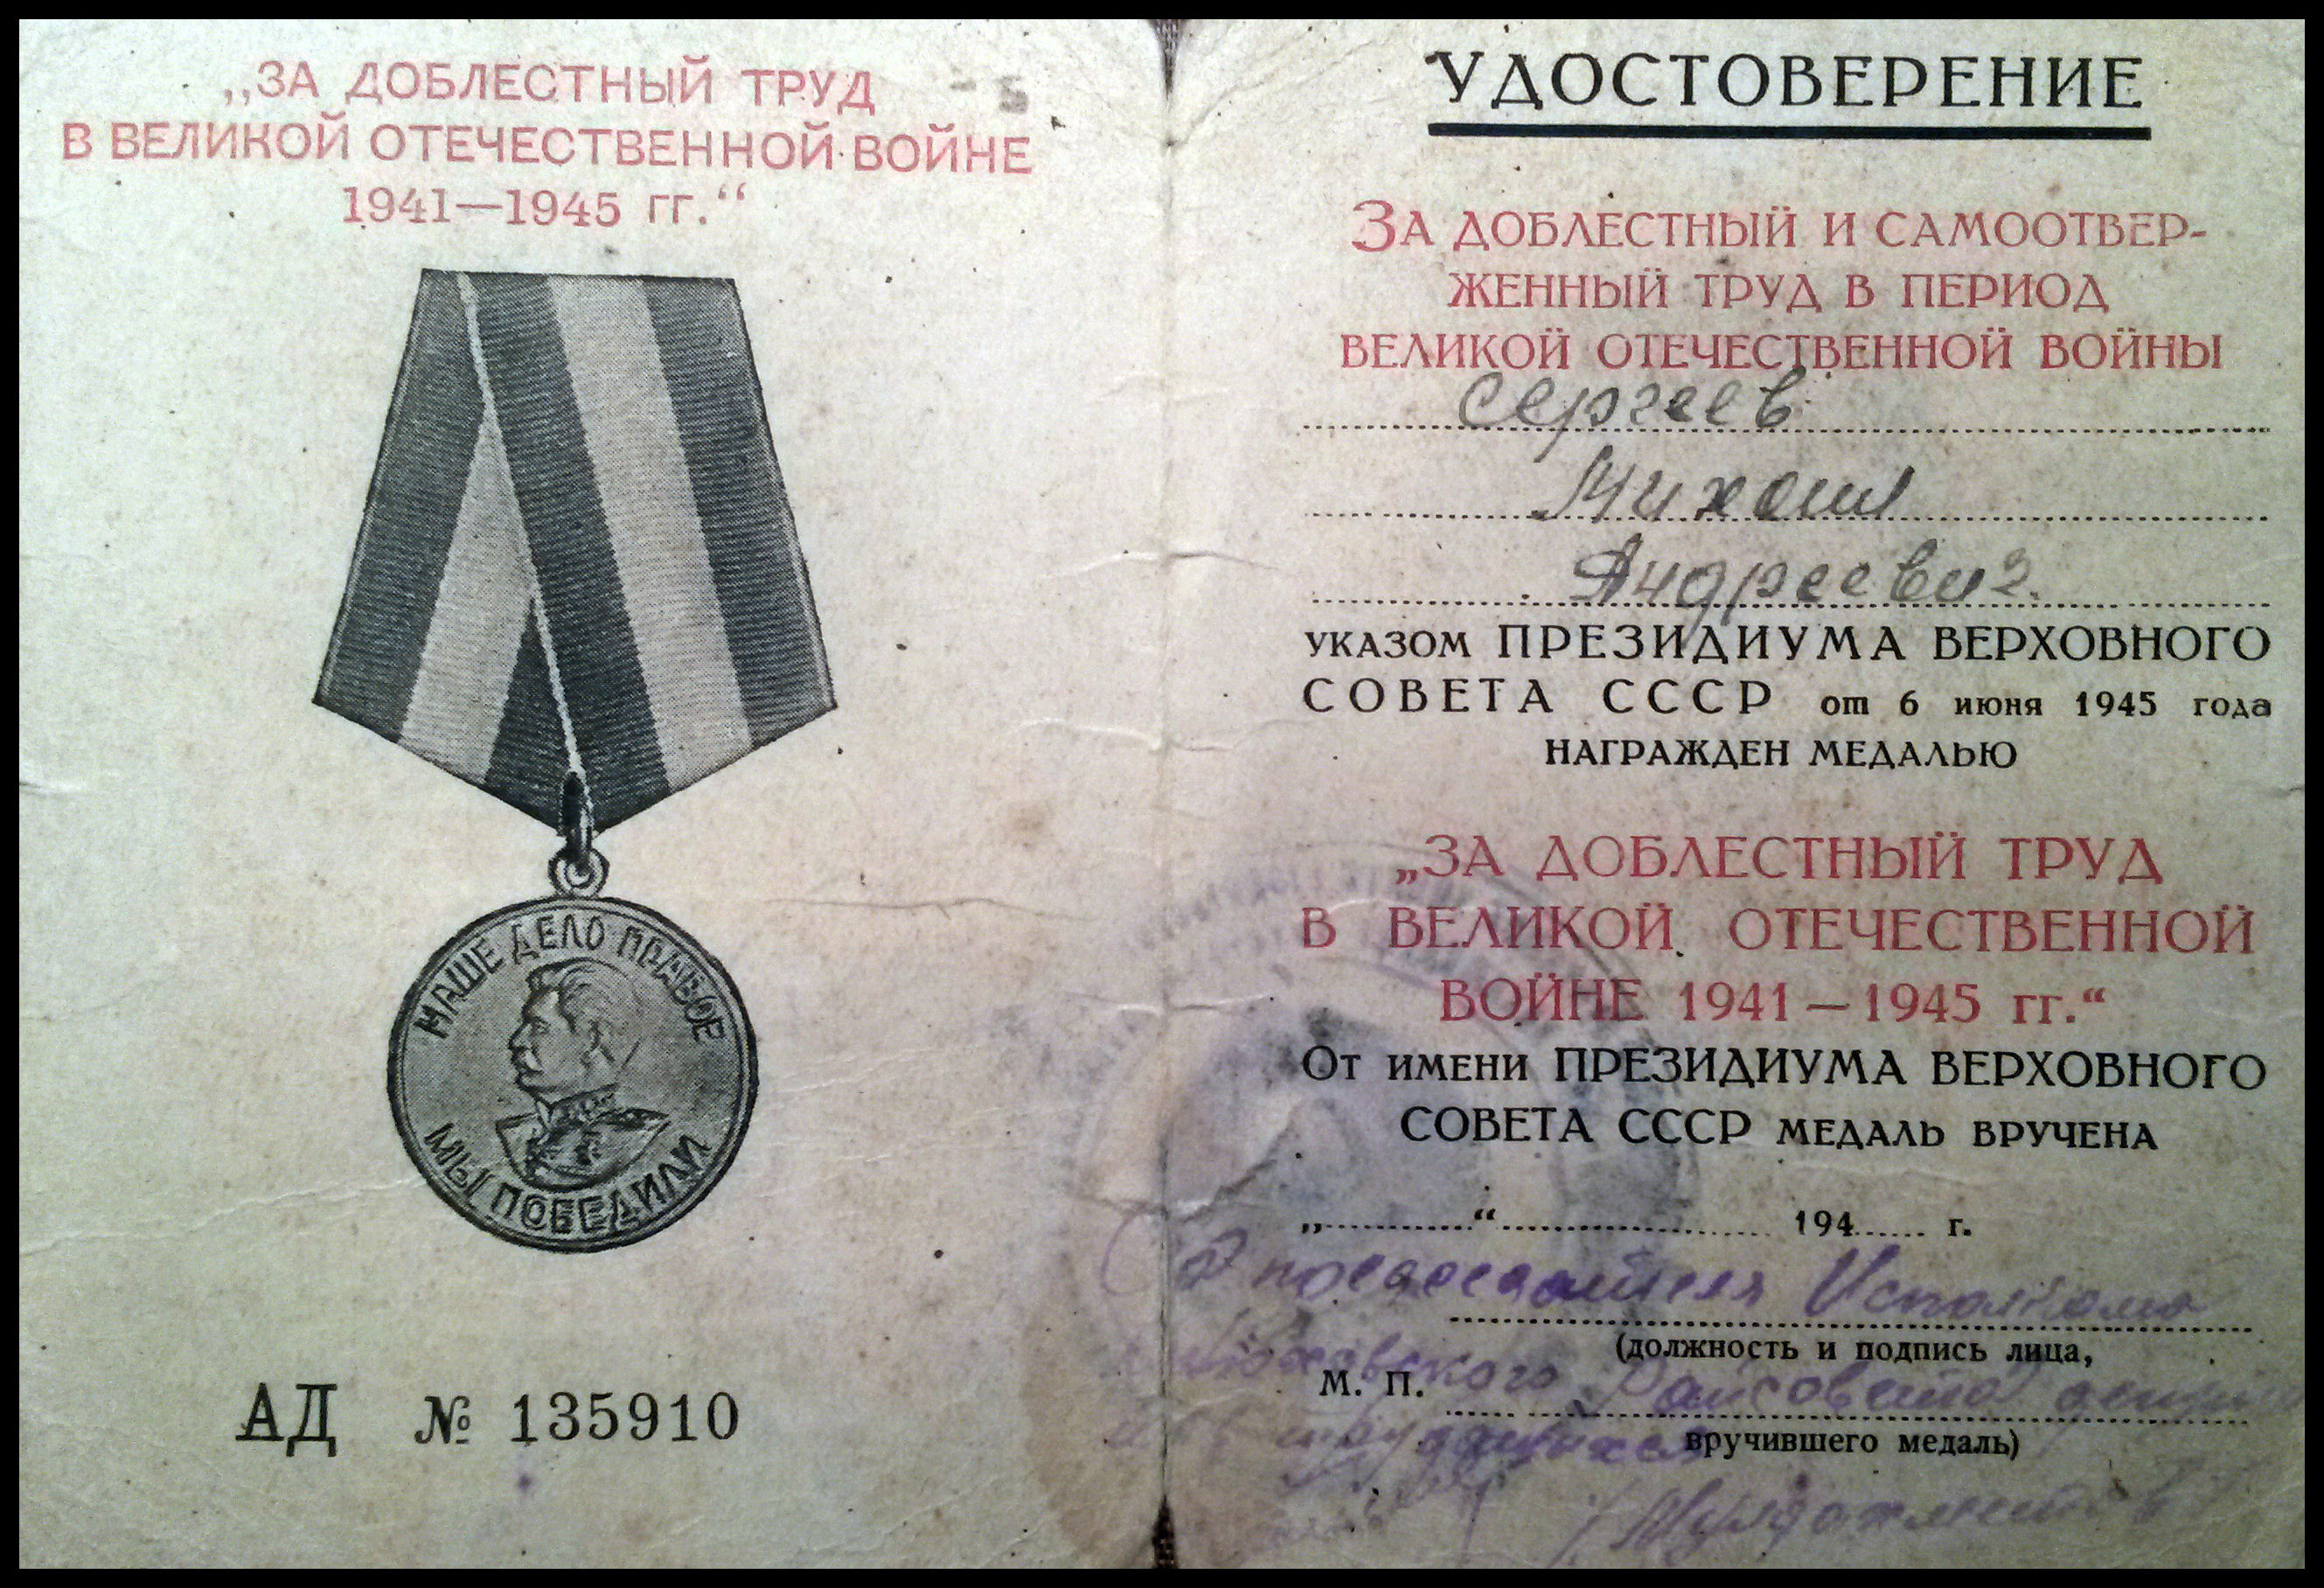 „ЗА ДОБЛЕСТНЫЙ ТРУД
В ВЕЛИКОЙ ОТЕЧЕСТВЕННОЙ ВОЙНЕ
1941—1945 гг.“
НАШЕ ДЕЛО ПРАВОЕ
МЫ ПОБЕДИЛИ
АД № 135910
УДОСТОВЕРЕНИЕ
ЗА ДОБЛЕСТНЫЙ И САМООТВЕР-
ЖЕННЫЙ ТРУД В ПЕРИОД
ВЕЛИКОЙ ОТЕЧЕСТВЕННОЙ ВОЙНЫ
Сергеев
Михаил
Андреевич.
УКАЗОМ ПРЕЗИДИУМА ВЕРХОВНОГО
СОВЕТА СССР от 6 июня 1945 года
НАГРАЖДЕН МЕДАЛЬЮ
„ЗА ДОБЛЕСТНЫЙ ТРУД
В ВЕЛИКОЙ ОТЕЧЕСТВЕННОЙ
ВОЙНЕ 1941—1945 гг.“
От имени ПРЕЗИДИУМА ВЕРХОВНОГО
СОВЕТА СССР МЕДАЛЬ ВРУЧЕНА
„............“...................... 194...... г.
Исполкома
(должность и подпись лица,
М. П. Райсовета
вручившего медаль)